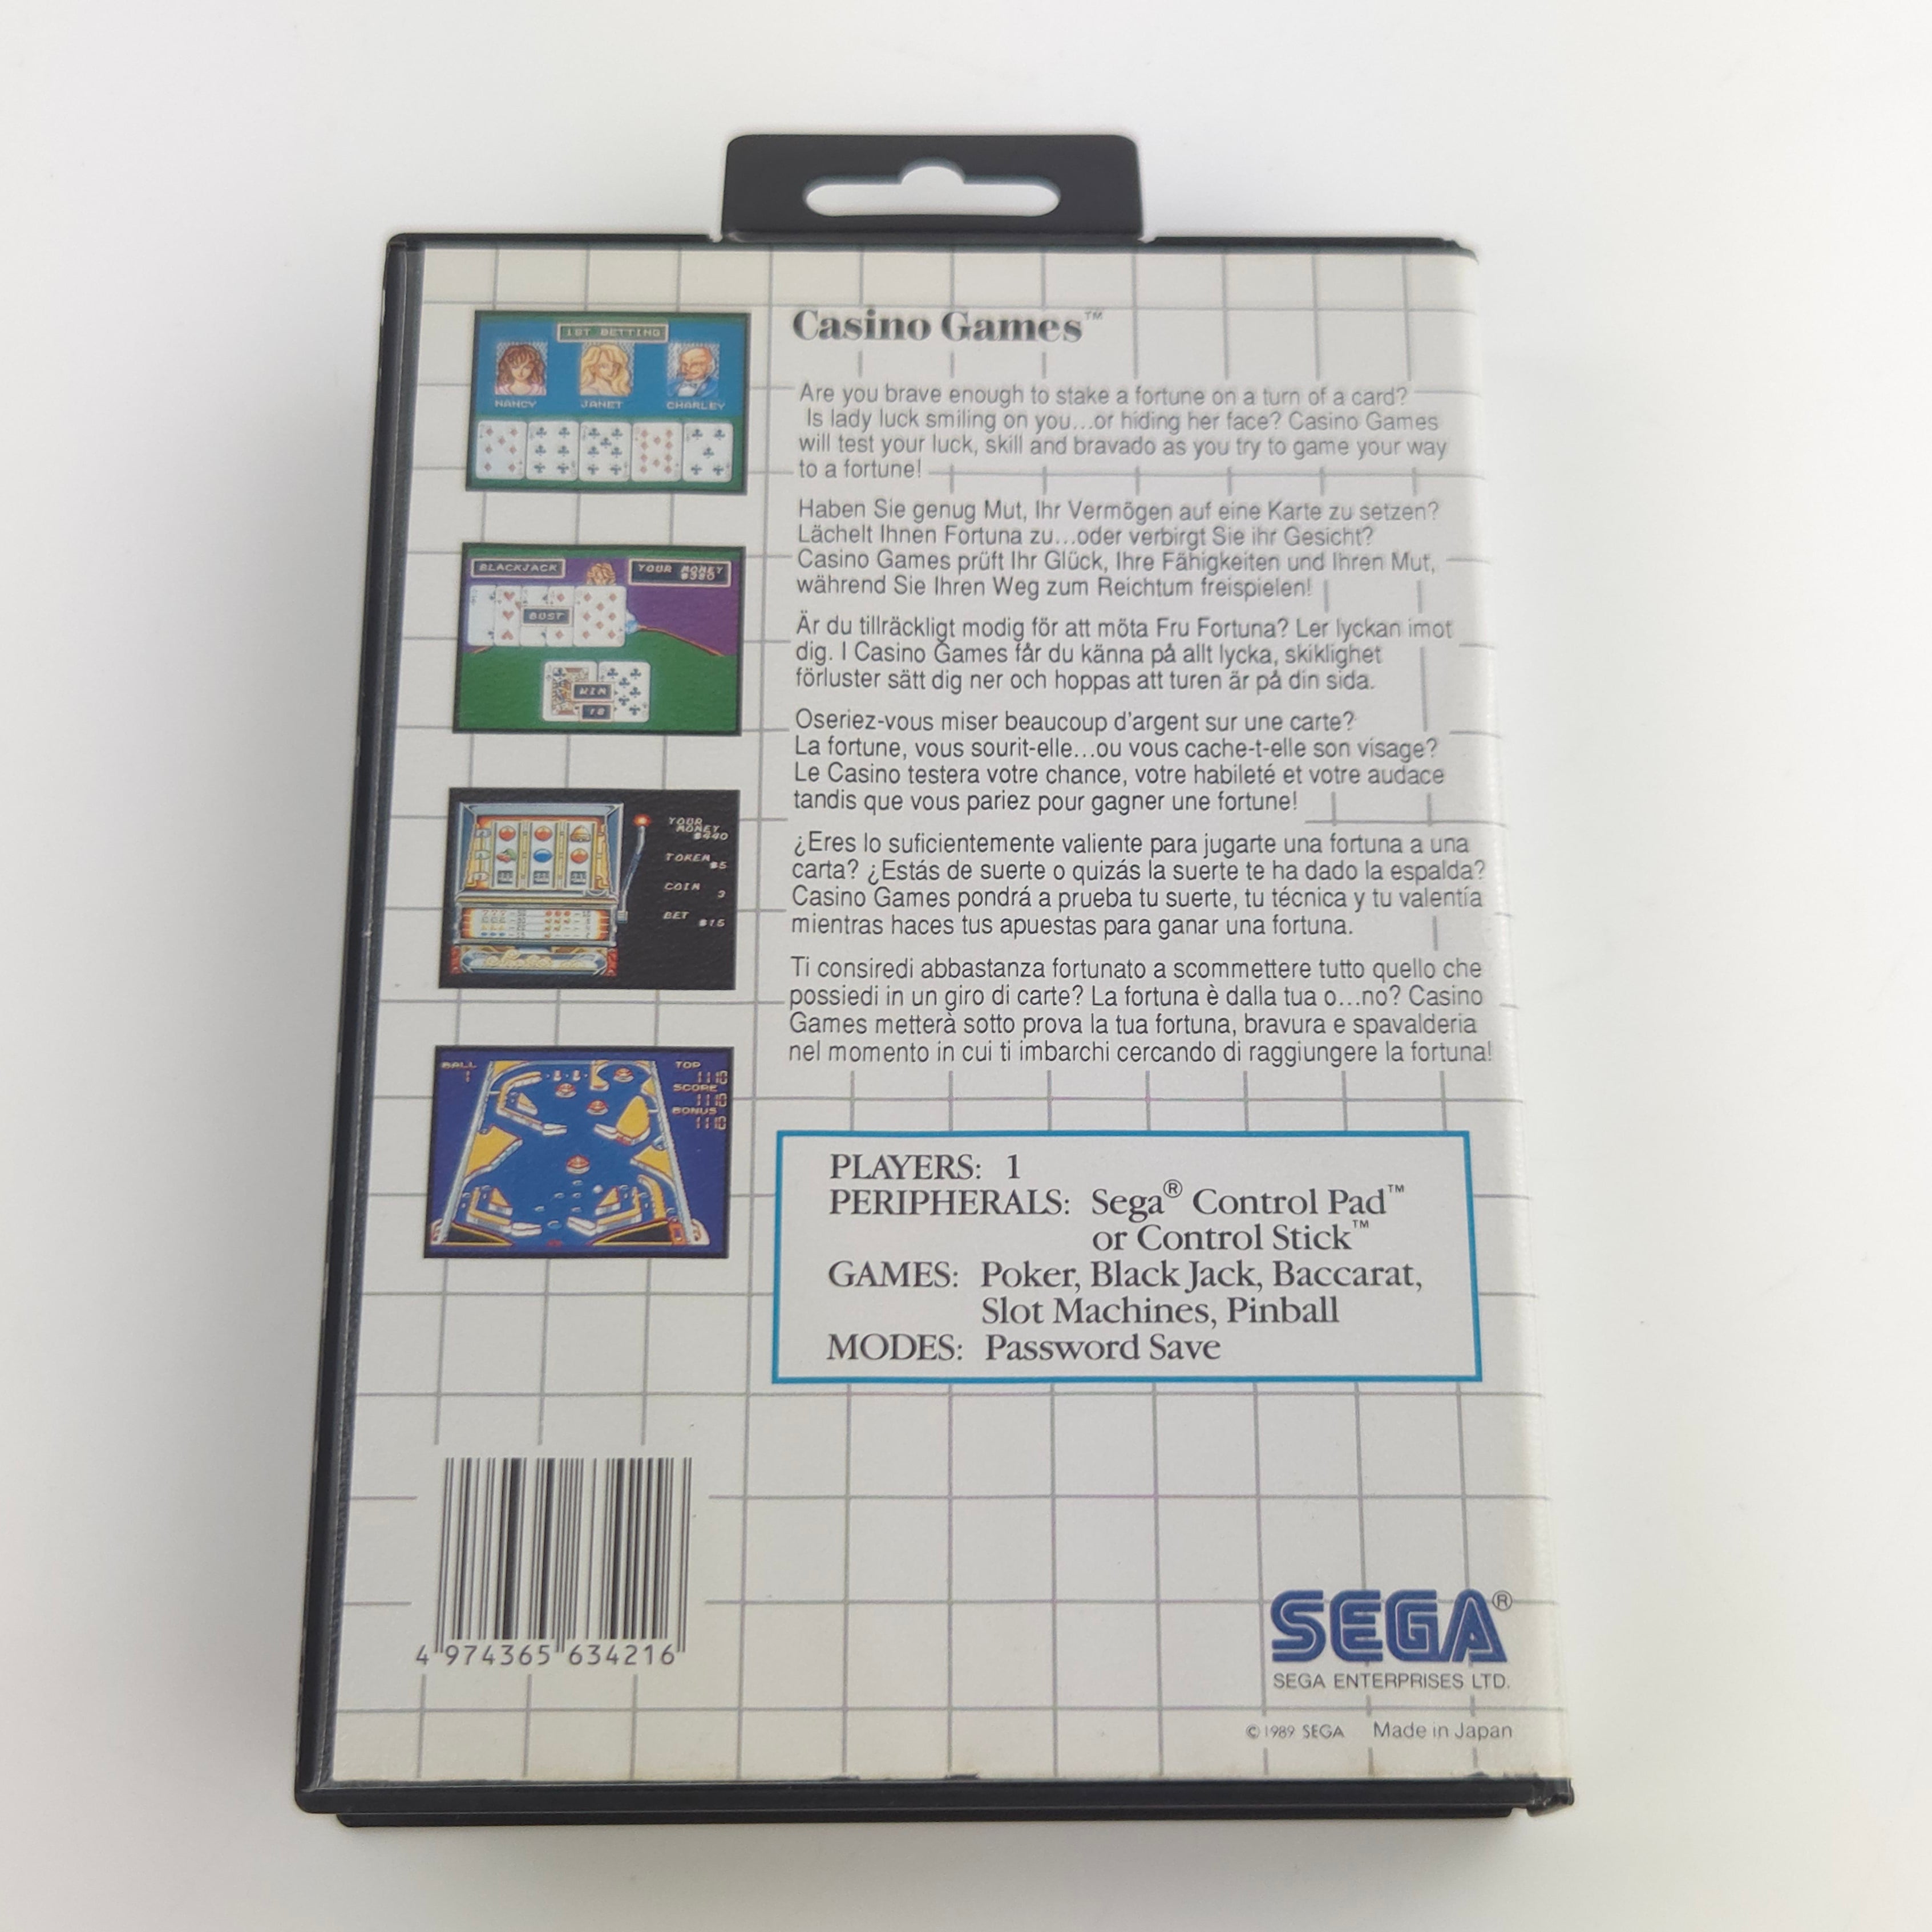 1ST BETTING
NANCY JANET CHARLEY
BLACKJACK
YOUR MONEY
$380
BUST
WIN
18
YOUR
MONEY
$440
TOKEN
$5
COIN
3
BET
$15
BALL
1
TOP
1110
SCORE
1110
BONUS
1110
Casino Games™
Are you brave enough to stake a fortune on a turn of a card?
Is lady luck smiling on you...or hiding her face? Casino Games
will test your luck, skill and bravado as you try to game your way
to a fortune!
Haben Sie genug Mut, Ihr Vermögen auf eine Karte zu setzen?
Lächelt Ihnen Fortuna zu...oder verbirgt Sie ihr Gesicht?
Casino Games prüft Ihr Glück, Ihre Fähigkeiten und Ihren Mut,
während Sie Ihren Weg zum Reichtum freispielen!
Är du tillräckligt modig för att möta Fru Fortuna? Ler lyckan imot
dig. I Casino Games får du känna på allt lycka, skiklighet
förluster sätt dig ner och hoppas att turen är på din sida.
Oseriez-vous miser beaucoup d'argent sur une carte?
La fortune, vous sourit-elle...ou vous cache-t-elle son visage?
Le Casino testera votre chance, votre habileté et votre audace
tandis que vous pariez pour gagner une fortune!
¿Eres lo suficientemente valiente para jugarte una fortuna a una
carta? ¿Estás de suerte o quizás la suerte te ha dado la espalda?
Casino Games pondrá a prueba tu suerte, tu técnica y tu valentía
mientras haces tus apuestas para ganar una fortuna.
Ti consiredi abbastanza fortunato a scommettere tutto quello che
possiedi in un giro di carte? La fortuna è dalla tua o...no? Casino
Games metterà sotto prova la tua fortuna, bravura e spavalderia
nel momento in cui ti imbarchi cercando di raggiungere la fortuna!
PLAYERS: 1
PERIPHERALS: Sega® Control Pad™
or Control Stick™
GAMES: Poker, Black Jack, Baccarat,
Slot Machines, Pinball
MODES: Password Save
4 974365 634216
SEGA®
SEGA ENTERPRISES LTD.
© 1989 SEGA Made in Japan